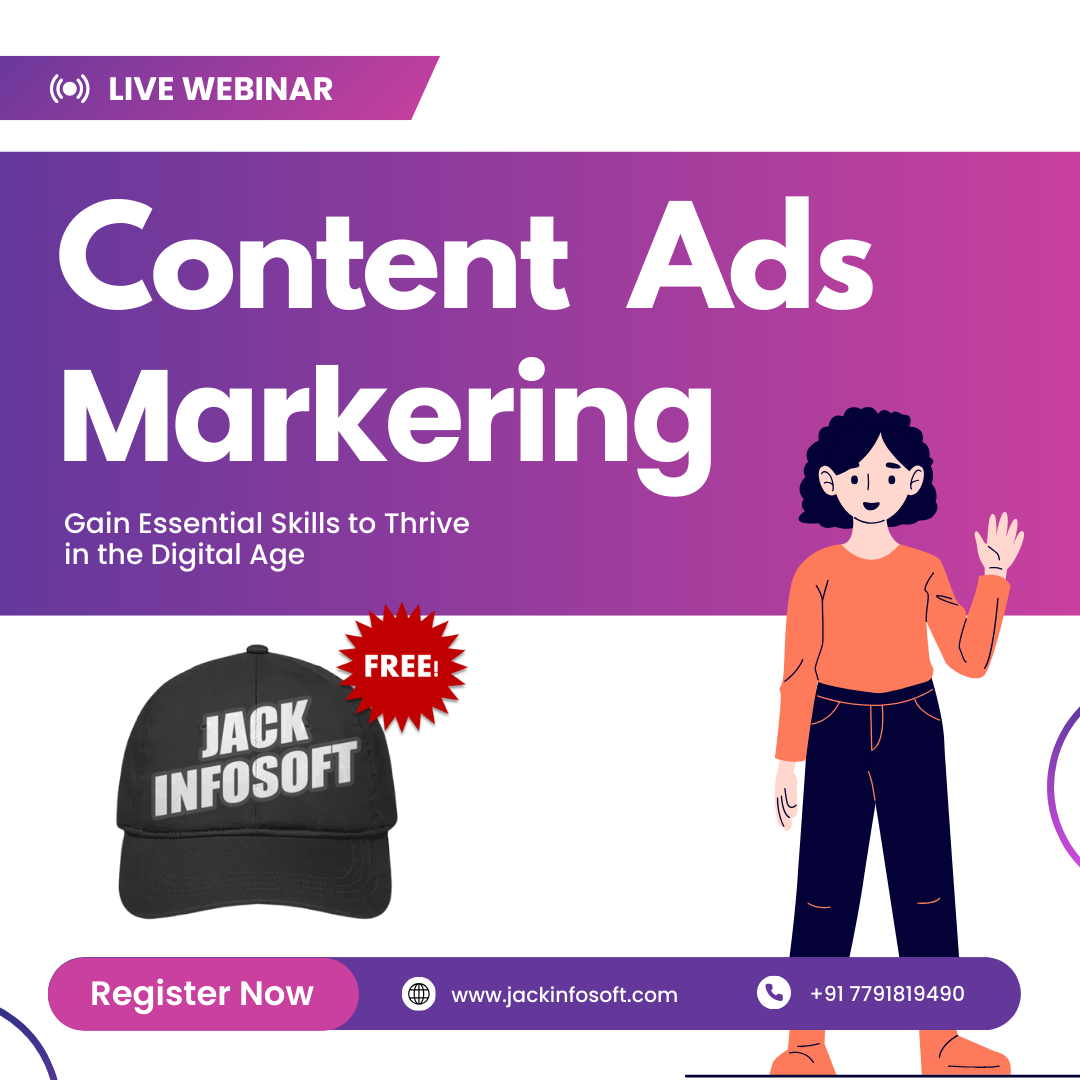 LIVE WEBINAR
Content Ads
Markering
Gain Essential Skills to Thrive
in the Digital Age
FREE!
JACK
INFOSOFT
Register Now
www.jackinfosoft.com
+91 7791819490